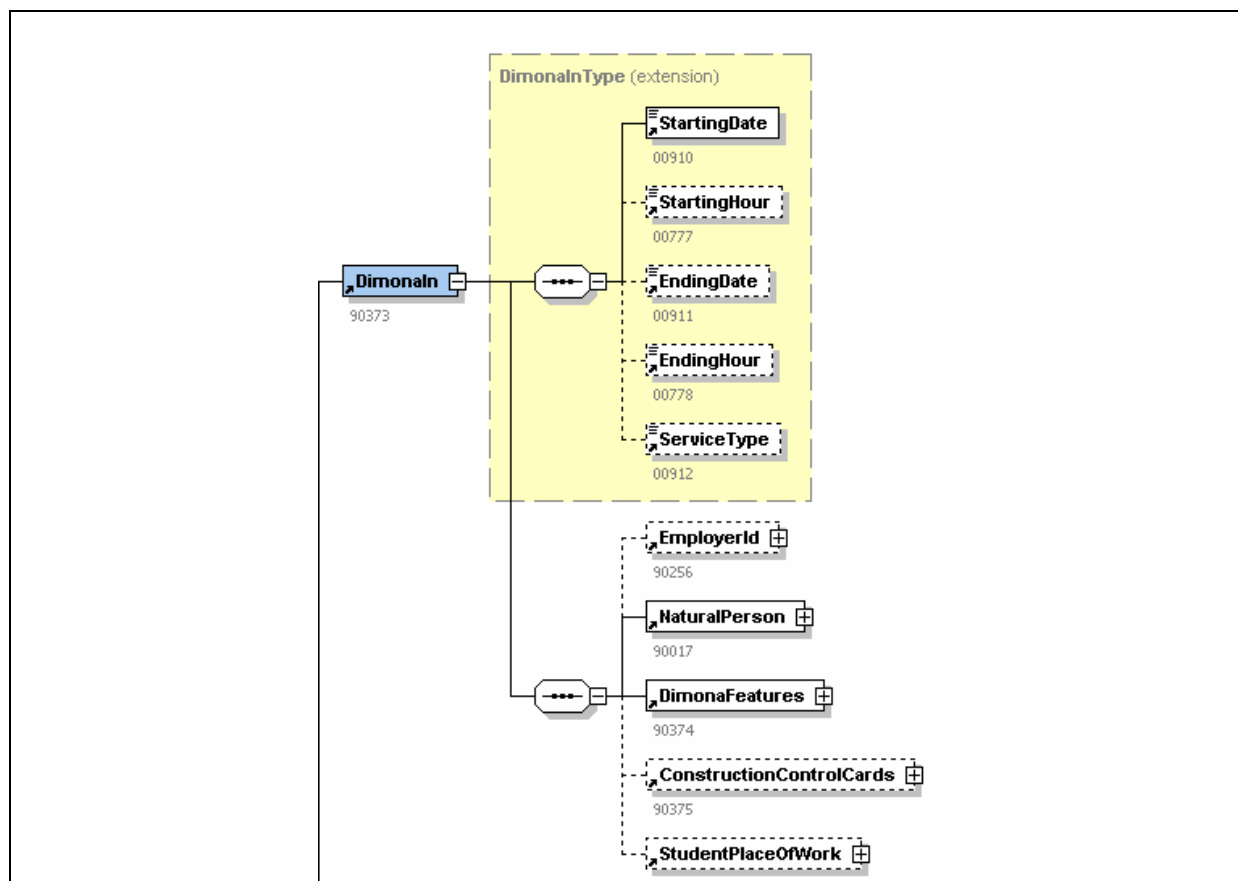 DimonaInType (extension)
StartingDate
00910
StartingHour
00777
DimonaIn
90373
EndingDate
00911
EndingHour
00778
ServiceType
00912
EmployerId
90256
NaturalPerson
90017
DimonaFeatures
90374
ConstructionControlCards
90375
StudentPlaceOfWork